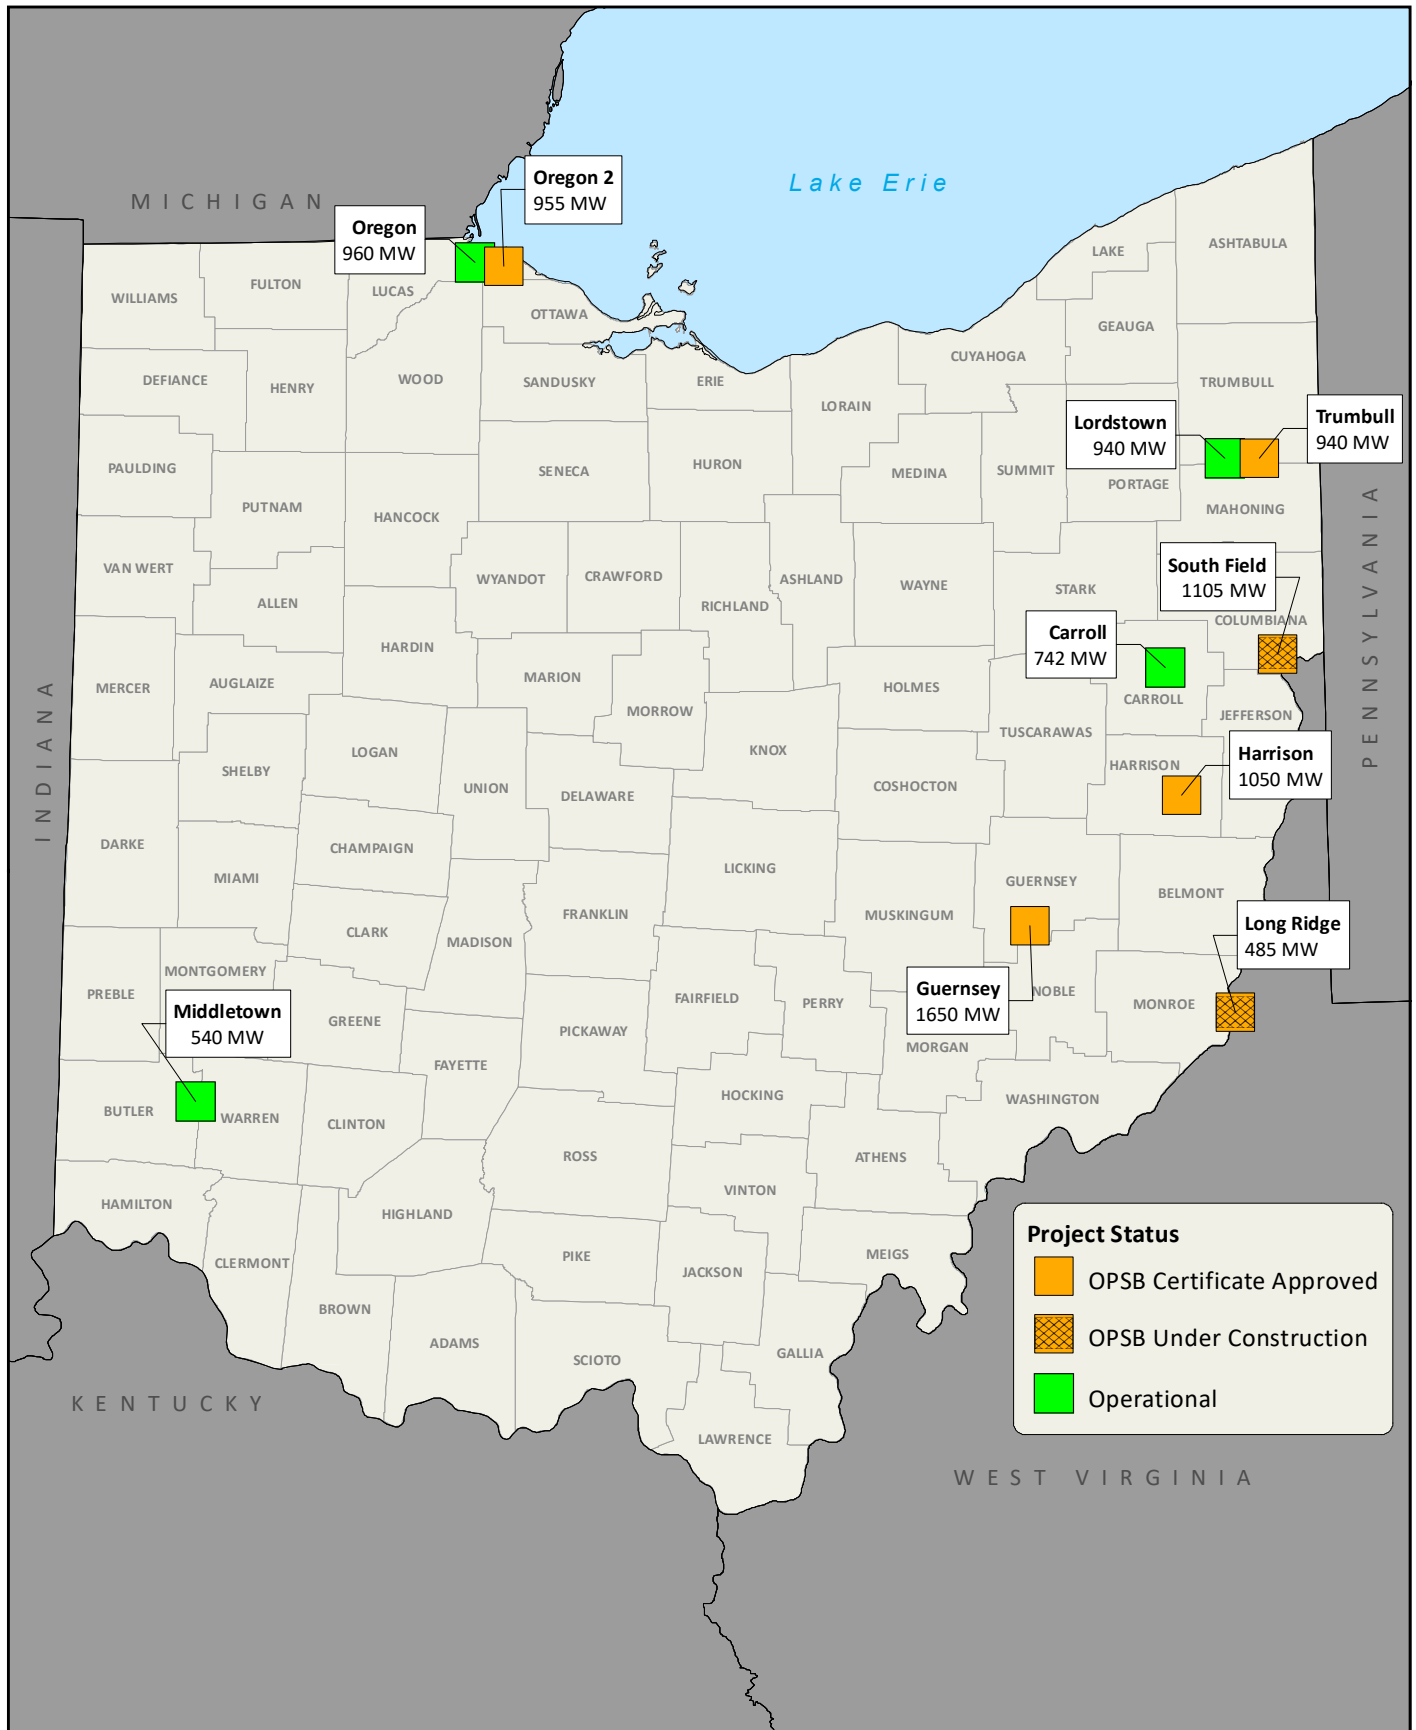 Lake Erie
MICHIGAN
Oregon 2
955 MW
Oregon
960 MW
ASHTABULA
LAKE
FULTON
LUCAS
WILLIAMS
OTTAWA
GEAUGA
CUYAHOGA
DEFIANCE
HENRY
WOOD
SANDUSKY
ERIE
TRUMBULL
LORAIN
Lordstown
940 MW
Trumbull
940 MW
PAULDING
SENECA
HURON
MEDINA
SUMMIT
PORTAGE
PUTNAM
HANCOCK
MAHONING
VAN WERT
WYANDOT
CRAWFORD
ASHLAND
WAYNE
STARK
South Field
1105 MW
ALLEN
RICHLAND
COLUMBIANA
Carroll
742 MW
HARDIN
MERCER
AUGLAIZE
MARION
HOLMES
CARROLL
MORROW
JEFFERSON
TUSCARAWAS
LOGAN
KNOX
Harrison
1050 MW
HARRISON
SHELBY
UNION
DELAWARE
COSHOCTON
INDIANA
PENNSYLVANIA
DARKE
CHAMPAIGN
MIAMI
LICKING
GUERNSEY
BELMONT
FRANKLIN
MUSKINGUM
CLARK
MADISON
Long Ridge
485 MW
MONTGOMERY
PREBLE
FAIRFIELD
PERRY
Guernsey
1650 MW
NOBLE
MONROE
Middletown
540 MW
GREENE
PICKAWAY
MORGAN
FAYETTE
HOCKING
WASHINGTON
BUTLER
WARREN
CLINTON
ROSS
ATHENS
VINTON
HAMILTON
HIGHLAND
CLERMONT
PIKE
JACKSON
MEIGS
BROWN
ADAMS
SCIOTO
GALLIA
LAWRENCE
KENTUCKY
WEST VIRGINIA
Project Status
OPSB Certificate Approved
OPSB Under Construction
Operational